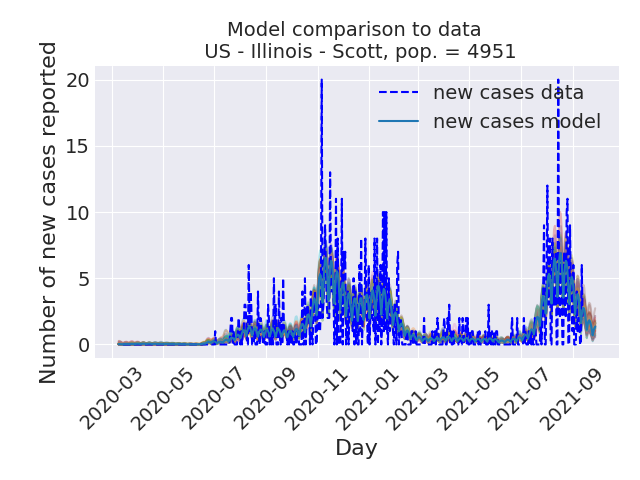 Model comparison to data
US - Illinois - Scott, pop. = 4951
Number of new cases reported
20
15
10
5
0
new cases data
new cases model
2020-03
2020-05
2020-07
2020-09
2020-11
2021-01
2021-03
2021-05
2021-07
2021-09
Day